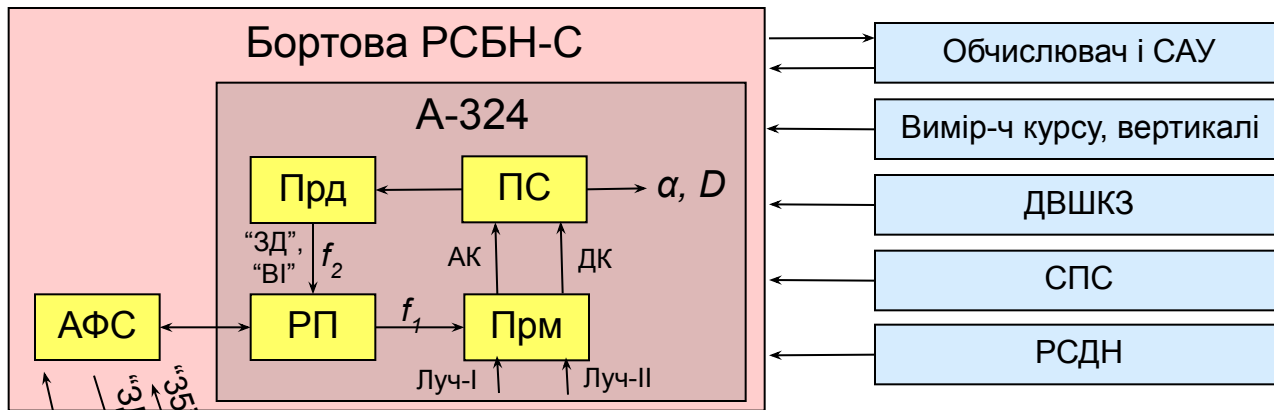 Бортова РСБН-С
А-324
Прд
ПС
α, D
“ЗД”,
“ВІ”
f2
АК
ДК
АФС
РП
f1
Прм
Луч-І
Луч-ІІ
“35”
Обчислювач і САУ
Вимір-ч курсу, вертикалі
ДВШКЗ
СПС
РСДН